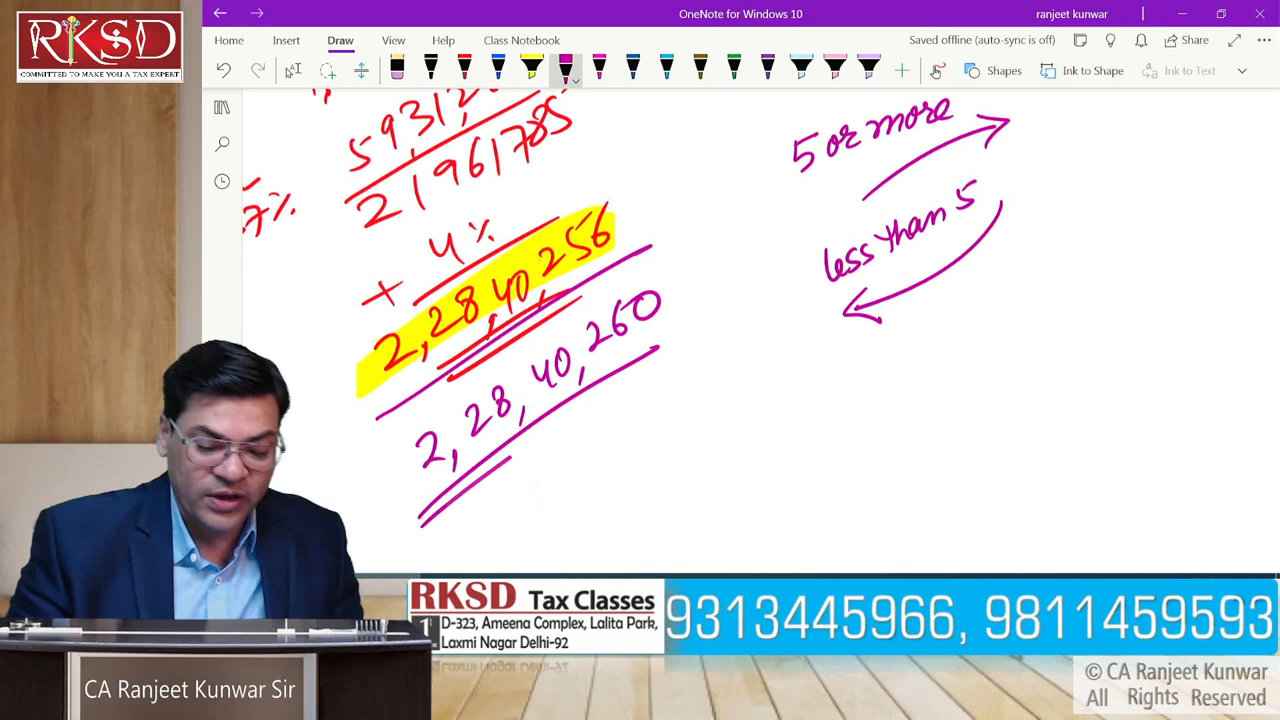 RKSD
COMMITTED TO MAKE YOU A TAX EXPERT
OneNote for Windows 10
ranjeet kunwar
Home Insert Draw View Help Class Notebook
Saved offline (auto-sync is off)
Share
Shapes
Ink to Shape
Ink to Text
21961785
7%
+ 4%
2,28,40,256
2,28,40,260
5 or more
less than 5
RKSD Tax Classes
D-323, Ameena Complex, Lalita Park,
Laxmi Nagar Delhi-92
9313445966, 9811459593
CA Ranjeet Kunwar Sir
© CA Ranjeet Kunwar
All Rights Reserved